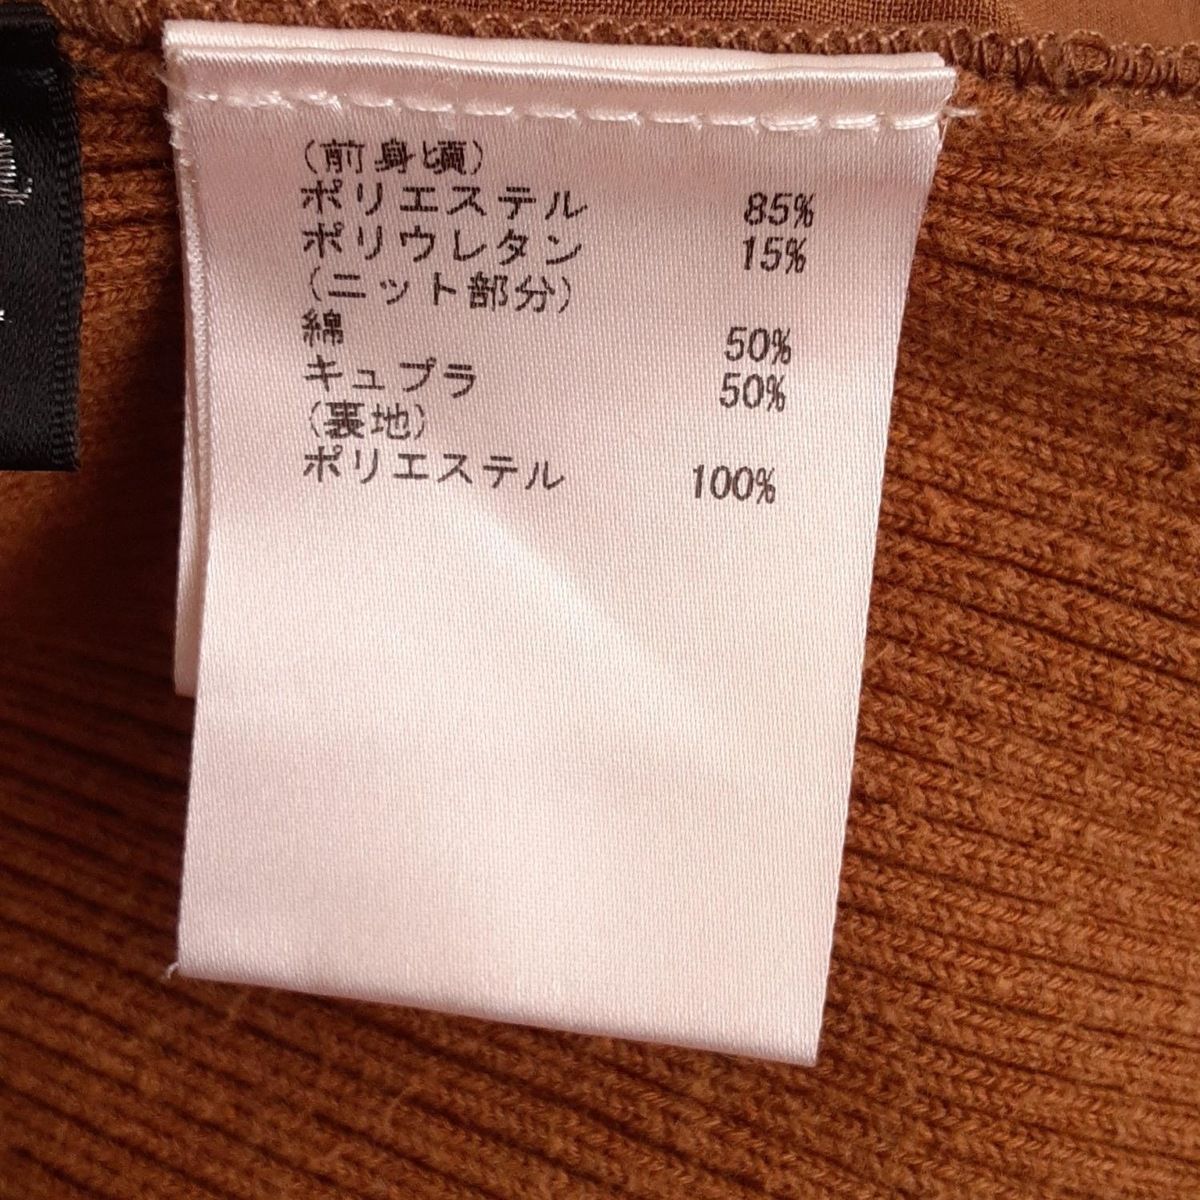 (前身頃)
ポリエステル 85%
ポリウレタン 15%
(ニット部分)
綿 50%
キュプラ 50%
(裏地)
ポリエステル 100%